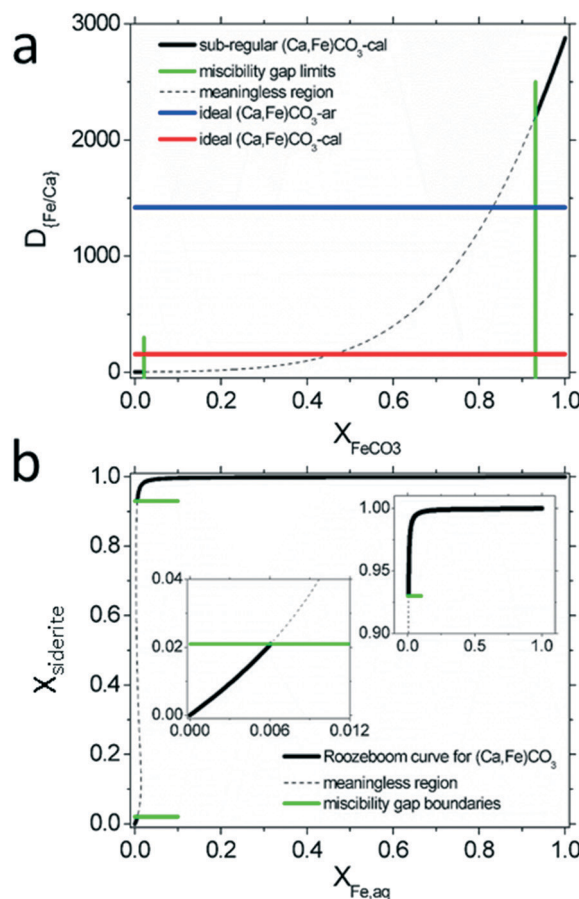 a
3000
2000
1000
0
D{Fe/Ca}
sub-regular (Ca,Fe)CO3-cal
miscibility gap limits
meaningless region
ideal (Ca,Fe)CO3-ar
ideal (Ca,Fe)CO3-cal
0.0 0.2 0.4 0.6 0.8 1.0
XFeCO3
b
1.0
0.8
0.6
0.4
0.2
0.0
Xsiderite
1.00
0.95
0.90
0.0 0.5 1.0
0.04
0.03
0.01
0.00
0.000 0.006 0.012
Roozeboom curve for (Ca,Fe)CO3
meaningless region
miscibility gap boundaries
0.0 0.2 0.4 0.6 0.8 1.0
XFe,aq